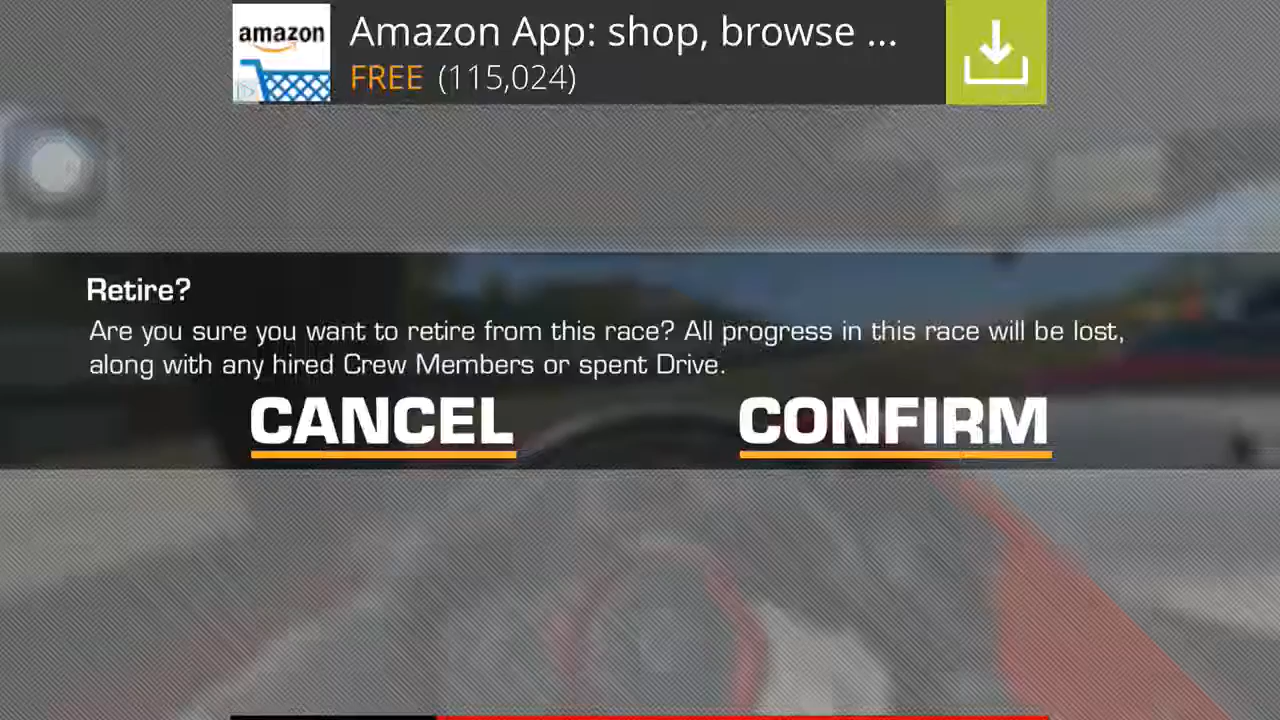 amazon
Amazon App: shop, browse ...
FREE (115,024)
Retire?
Are you sure you want to retire from this race? All progress in this race will be lost,
along with any hired Crew Members or spent Drive.
CANCEL CONFIRM